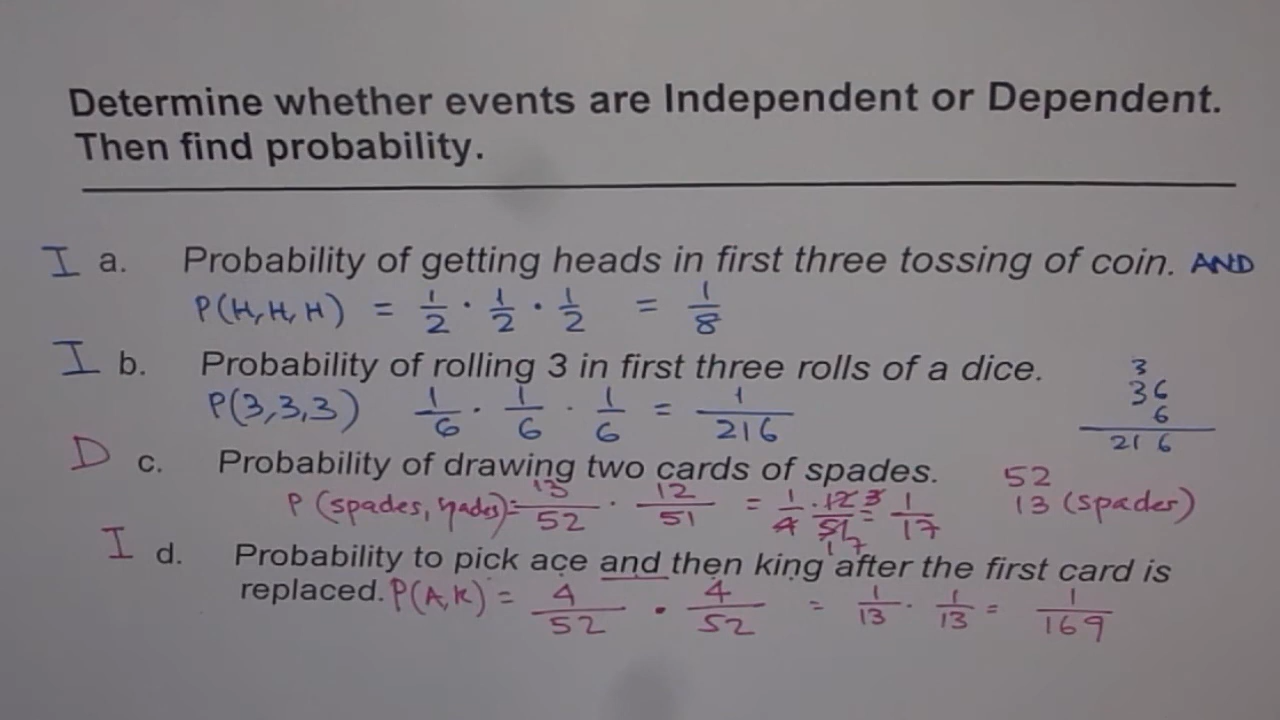 Determine whether events are Independent or Dependent.
Then find probability.
I a. Probability of getting heads in first three tossing of coin. AND
P(H,H,H) = 1/2 · 1/2 · 1/2 = 1/8
I b. Probability of rolling 3 in first three rolls of a dice.
P(3,3,3) 1/6 · 1/6 · 1/6 = 1/216
3
36
6
216
D c. Probability of drawing two cards of spades.
52
13 (spades)
P (spades, spades) = 13/52 · 12/51 = 1/4 · 12 3/51 17 = 1/17
I d. Probability to pick ace and then king after the first card is
replaced. P(A,K) = 4/52 · 4/52 = 1/13 · 1/13 = 1/169